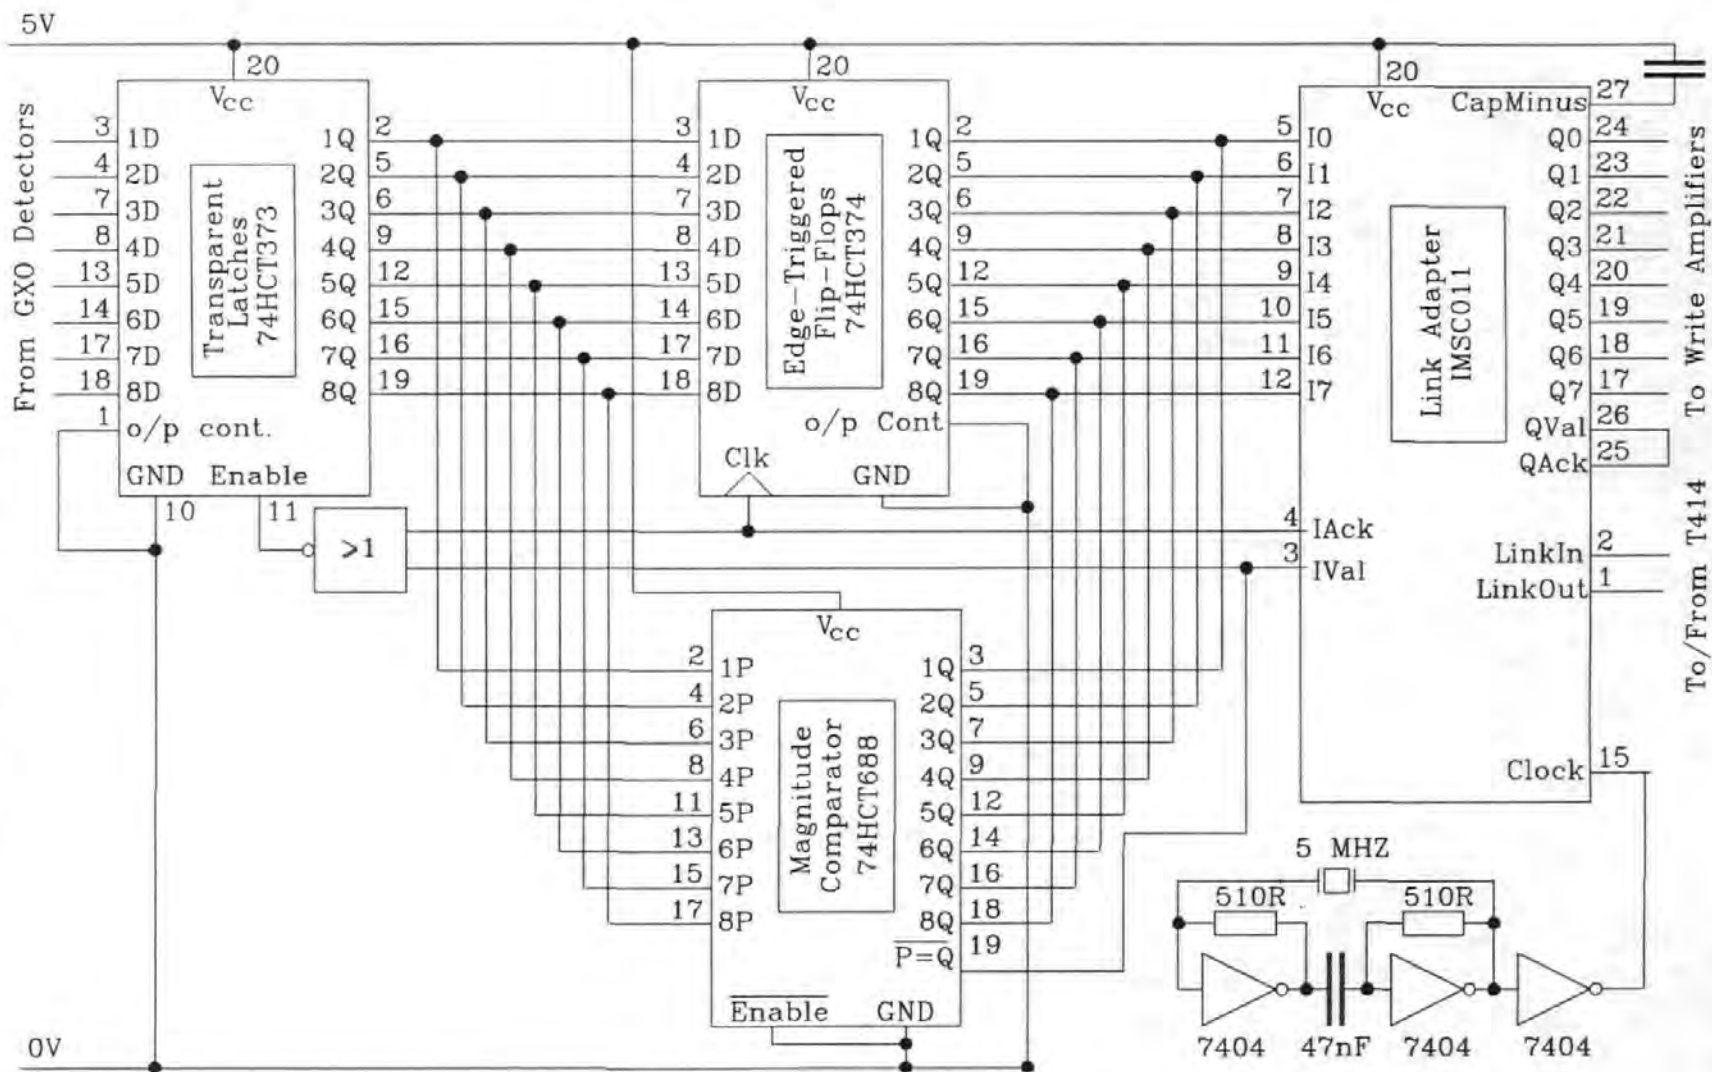 5V
From GXO Detectors
20
Vcc
3 1D 1Q 2
4 2D 2Q 5
7 3D 3Q 6
8 4D 4Q 9
13 5D 5Q 12
14 6D 6Q 15
17 7D 7Q 16
18 8D 8Q 19
Transparent
Latches
74HCT373
1 o/p cont.
GND Enable
10 11
>1
20
Vcc
3 1D 1Q 2
4 2D 2Q 5
7 3D 3Q 6
8 4D 4Q 9
13 5D 5Q 12
14 6D 6Q 15
17 7D 7Q 16
18 8D 8Q 19
Edge-Triggered
Flip-Flops
74HCT374
o/p Cont
Clk
GND
20
Vcc
CapMinus 27
5 I0 Q0 24
6 I1 Q1 23
7 I2 Q2 22
8 I3 Q3 21
9 I4 Q4 20
10 I5 Q5 19
11 I6 Q6 18
12 I7 Q7 17
Link Adapter
IMSC011
QVal 26
QAck 25
4 IAck
3 IVal
LinkIn 2
LinkOut 1
Clock 15
To Write Amplifiers
To/From T414
Vcc
2 1P 1Q 3
4 2P 2Q 5
6 3P 3Q 7
8 4P 4Q 9
11 5P 5Q 12
13 6P 6Q 14
15 7P 7Q 16
17 8P 8Q 18
P=Q 19
Magnitude
Comparator
74HCT688
Enable GND
5 MHZ
510R 510R
7404 47nF 7404 7404
0V